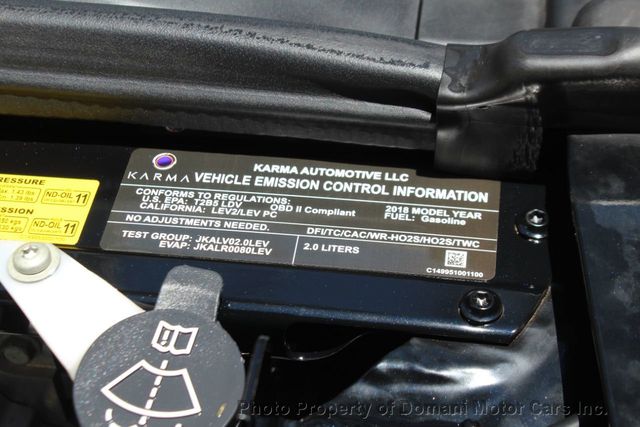 KARMA AUTOMOTIVE LLC
KARMA VEHICLE EMISSION CONTROL INFORMATION
CONFORMS TO REGULATIONS: 2018 MODEL YEAR
U.S. EPA: T2B5 LDV OBD II Compliant FUEL: Gasoline
CALIFORNIA: LEV2/LEV PC
NO ADJUSTMENTS NEEDED. DFI/TC/CAC/WR-HO2S/HO2S/TWC
TEST GROUP: JKALV02.0LEV 2.0 LITERS
EVAP: JKALR0080LEV
C149951001100
ND-OIL 11
ND-OIL 11
Photo Property of Domani Motor Cars Inc.